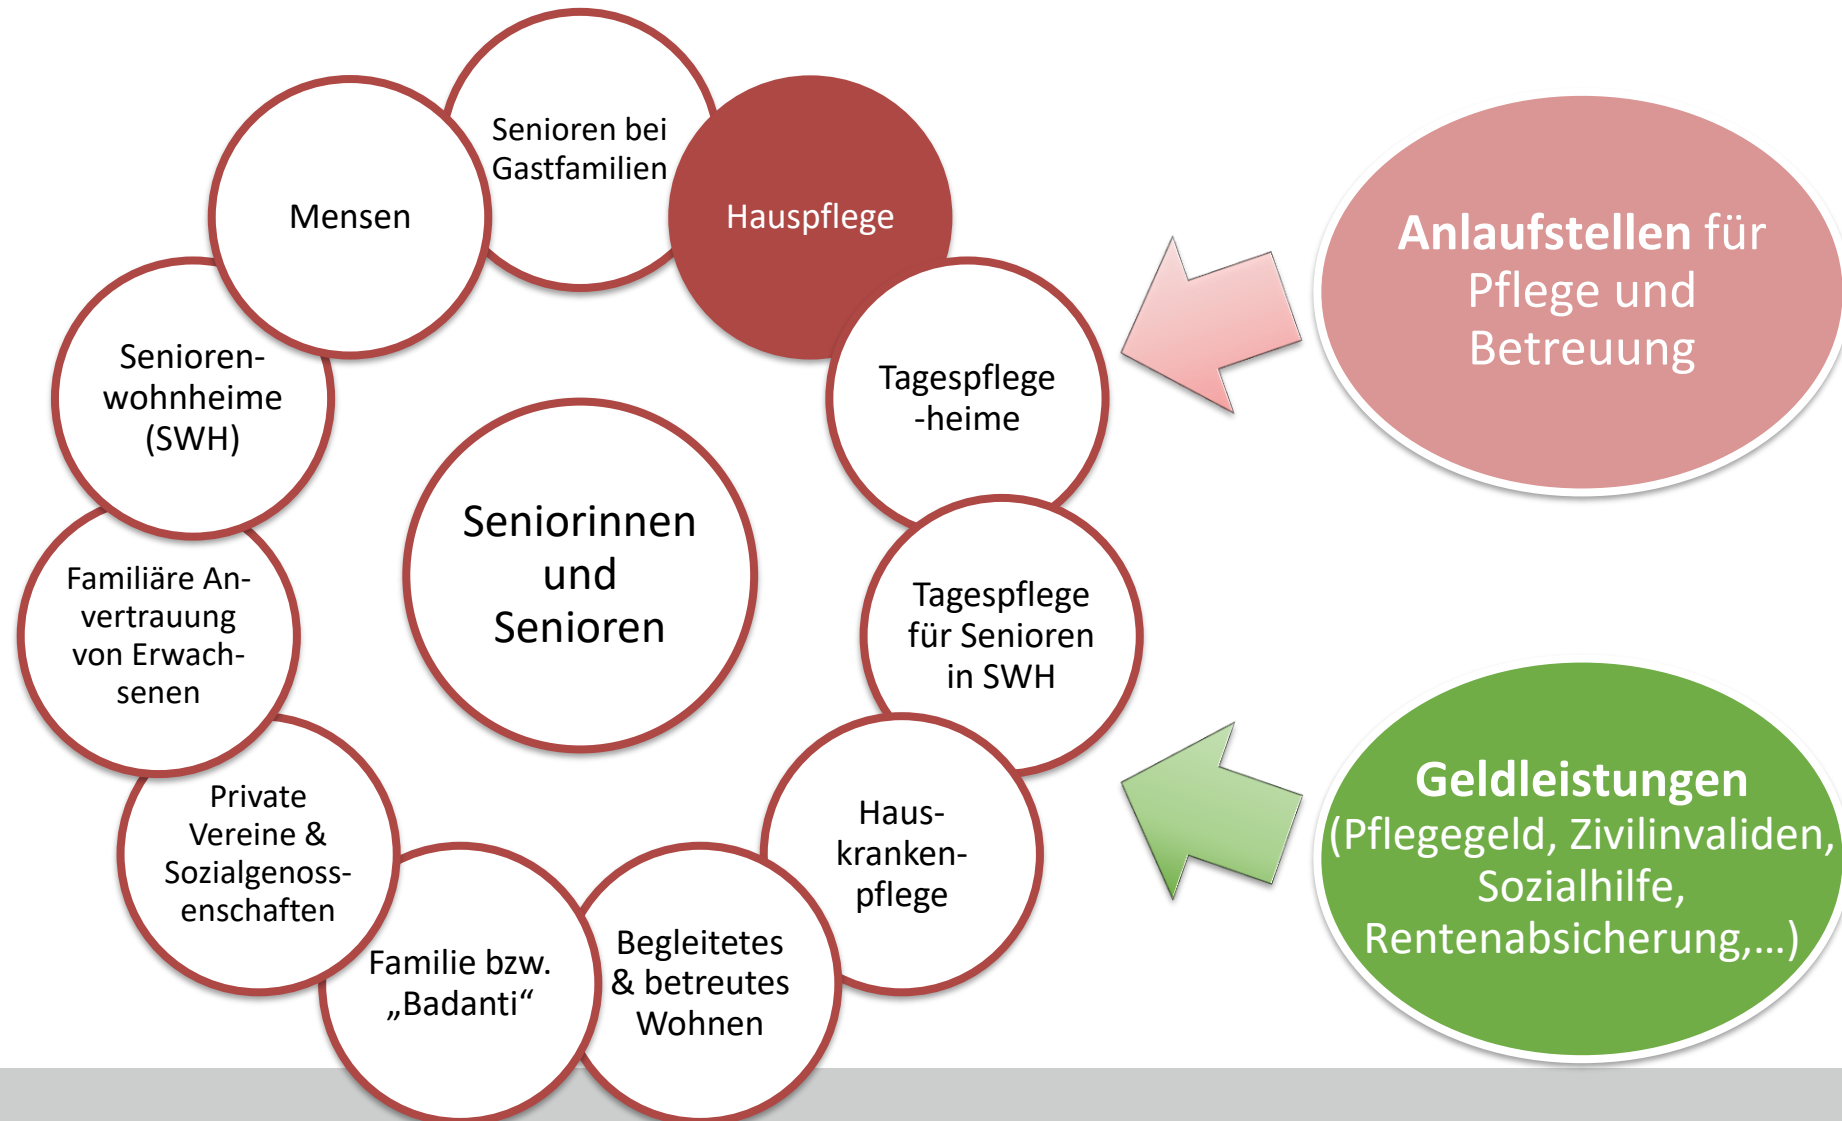 Senioren bei
Gastfamilien
Hauspflege
Tagespflege
-heime
Tagespflege
für Senioren
in SWH
Haus-
kranken-
pflege
Begleitetes
& betreutes
Wohnen
Familie bzw.
„Badanti“
Private
Vereine &
Sozialgenoss-
enschaften
Familiäre An-
vertrauung
von Erwach-
senen
Senioren-
wohnheime
(SWH)
Mensen
Seniorinnen
und
Senioren
Anlaufstellen für
Pflege und
Betreuung
Geldleistungen
(Pflegegeld, Zivilinvaliden,
Sozialhilfe,
Rentenabsicherung,...)